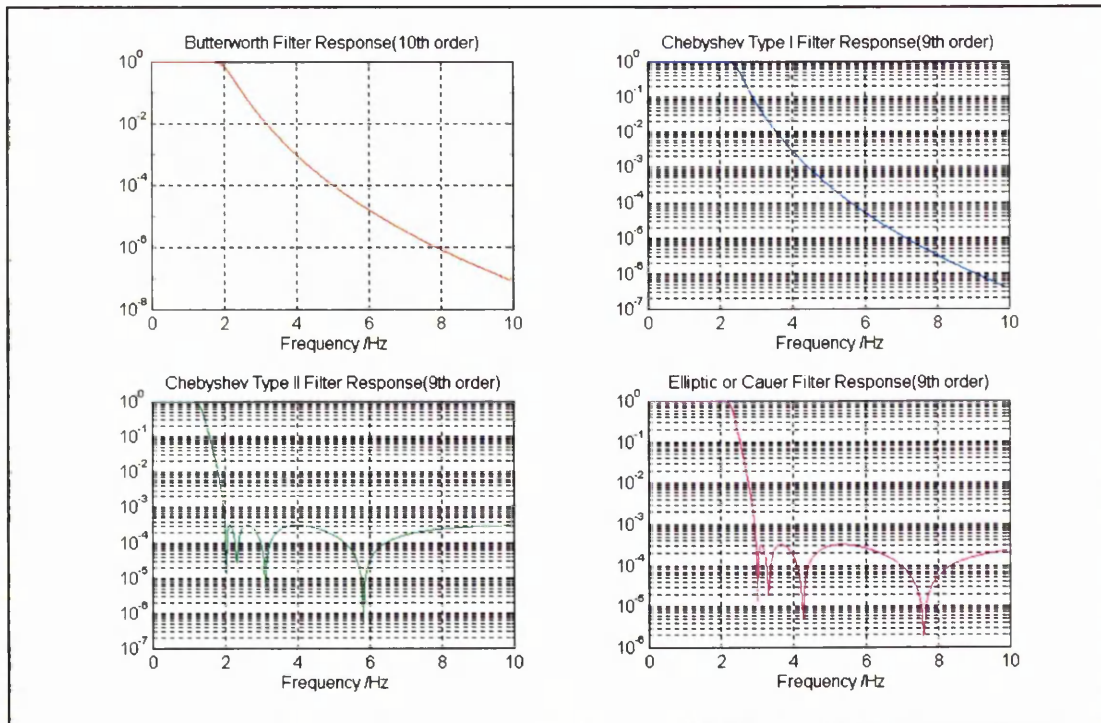 Butterworth Filter Response(10th order)
10^0
10^-2
10^-4
10^-6
10^-8
0 2 4 6 8 10
Frequency /Hz
Chebyshev Type I Filter Response(9th order)
10^0
10^-1
10^-2
10^-3
10^-4
10^-5
10^-6
10^-7
0 2 4 6 8 10
Frequency /Hz
Chebyshev Type II Filter Response(9th order)
10^0
10^-1
10^-2
10^-3
10^-4
10^-5
10^-6
10^-7
0 2 4 6 8 10
Frequency /Hz
Elliptic or Cauer Filter Response(9th order)
10^0
10^-1
10^-2
10^-3
10^-4
10^-5
10^-6
0 2 4 6 8 10
Frequency /Hz